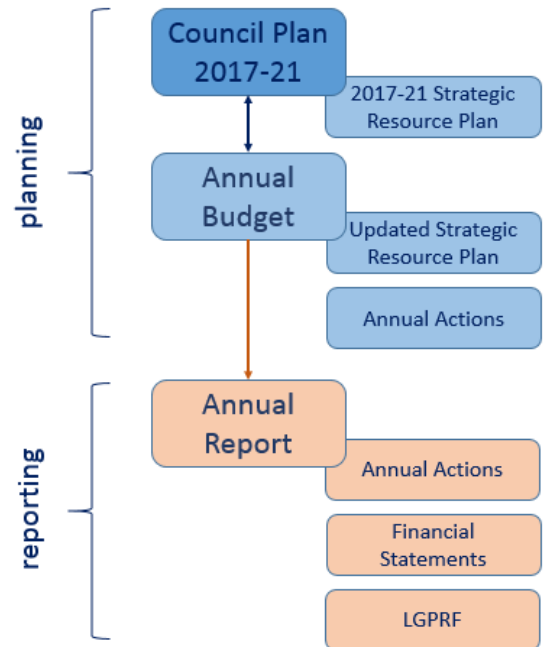 Council Plan
2017-21
2017-21 Strategic
Resource Plan
planning
Annual
Budget
Updated Strategic
Resource Plan
Annual Actions
Annual
Report
reporting
Annual Actions
Financial
Statements
LGPRF